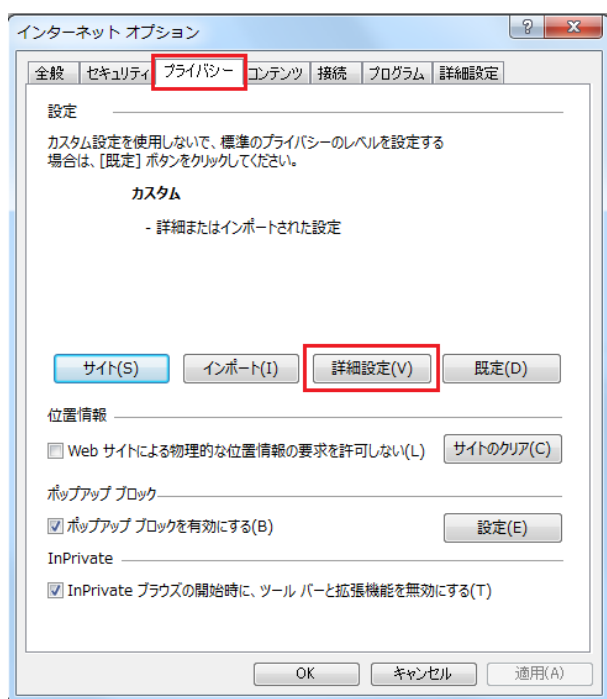 インターネット オプション
全般 セキュリティ プライバシー コンテンツ 接続 プログラム 詳細設定
設定
カスタム設定を使用しないで、標準のプライバシーのレベルを設定する
場合は、[既定] ボタンをクリックしてください。
カスタム
- 詳細またはインポートされた設定
サイト(S) インポート(I) 詳細設定(V) 既定(D)
位置情報
Web サイトによる物理的な位置情報の要求を許可しない(L) サイトのクリア(C)
ポップアップ ブロック
ポップアップ ブロックを有効にする(B) 設定(E)
InPrivate
InPrivate ブラウズの開始時に、ツール バーと拡張機能を無効にする(T)
OK キャンセル 適用(A)